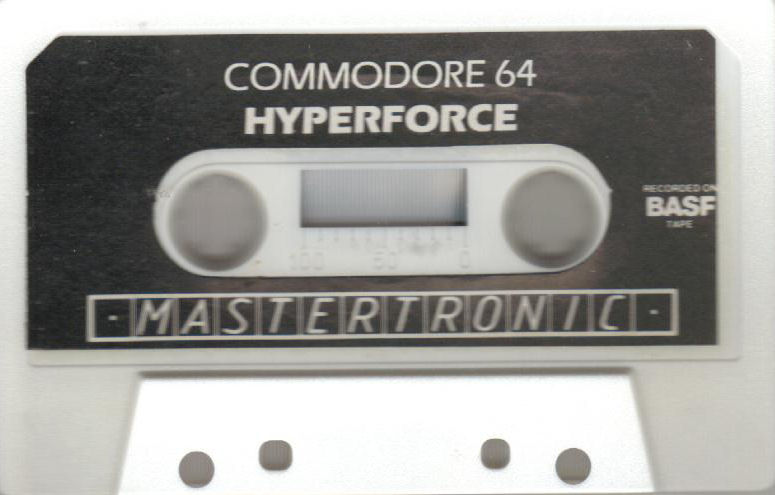 COMMODORE 64
HYPERFORCE
RECORDED ON
BASF
TAPE
100 50 0
- MASTERTRONIC -